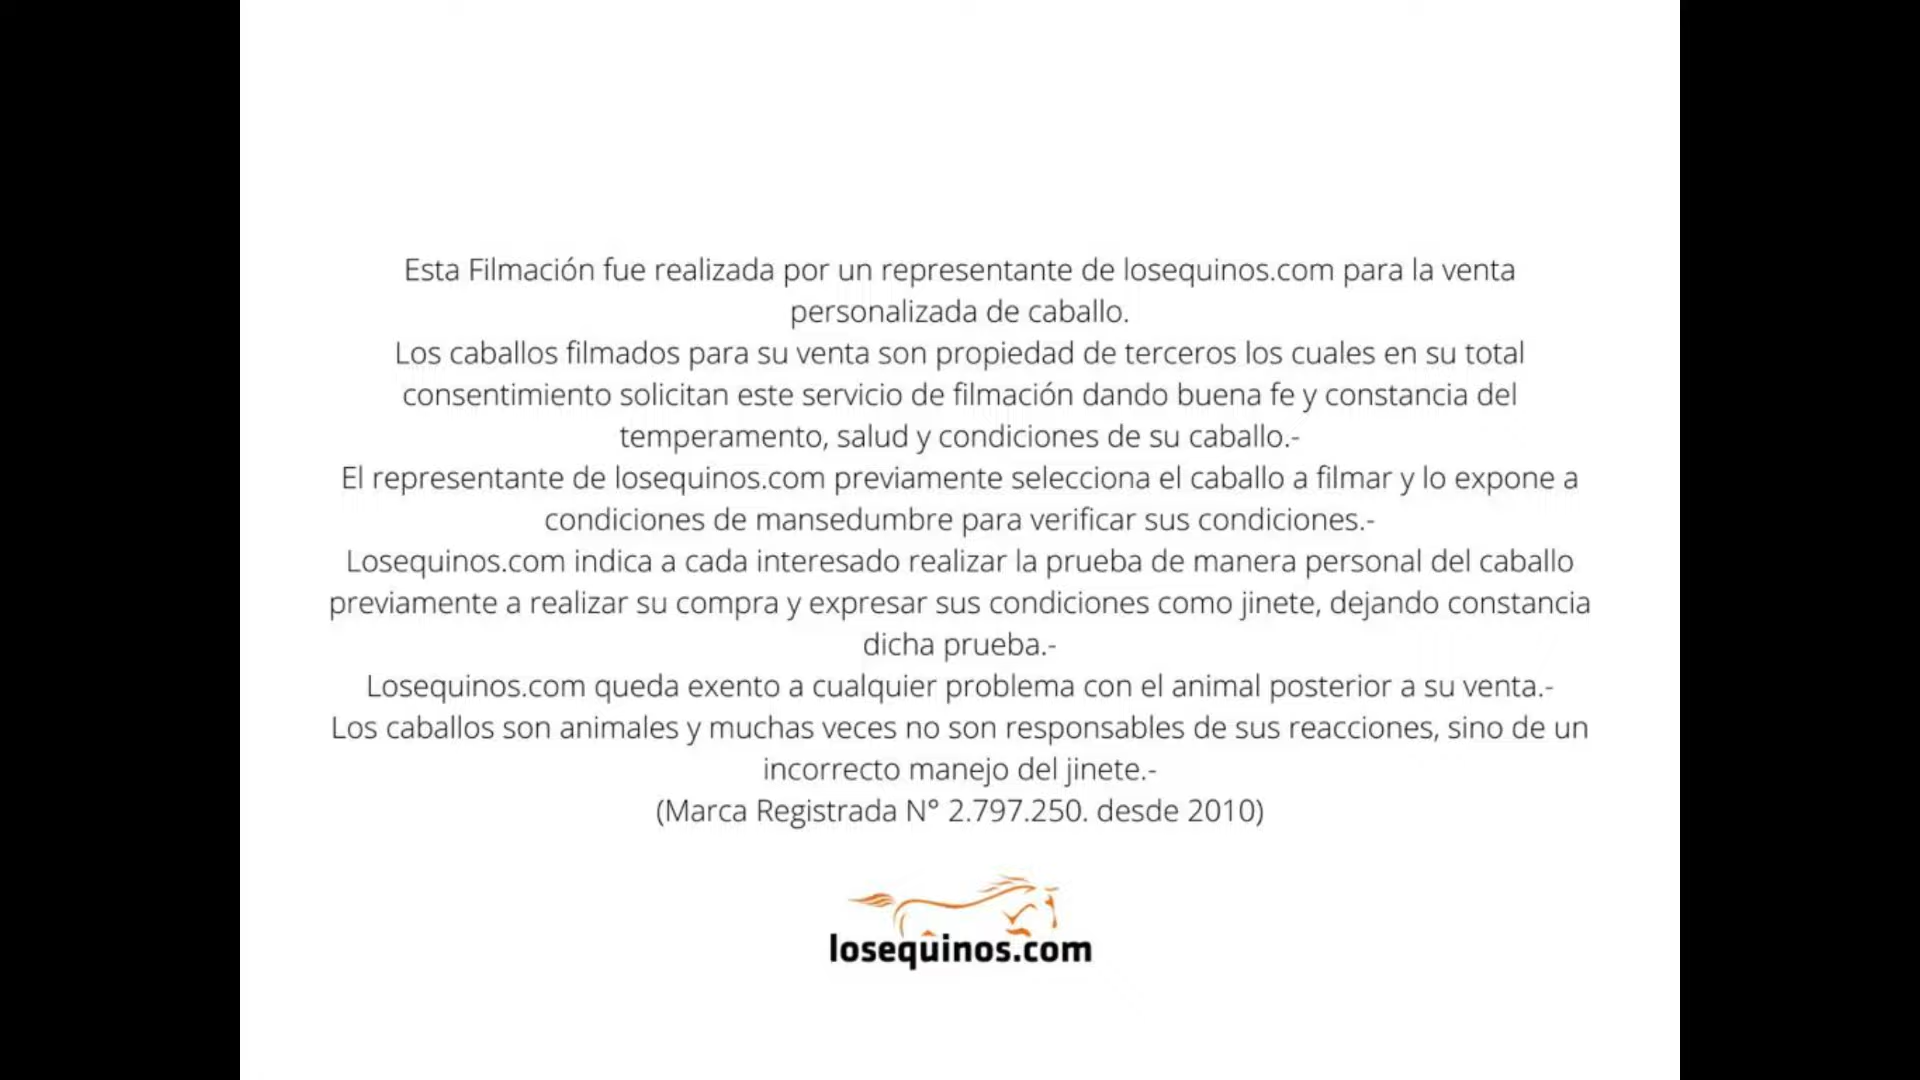 Esta Filmación fue realizada por un representante de losequinos.com para la venta
personalizada de caballo.
Los caballos filmados para su venta son propiedad de terceros los cuales en su total
consentimiento solicitan este servicio de filmación dando buena fe y constancia del
temperamento, salud y condiciones de su caballo.-
El representante de losequinos.com previamente selecciona el caballo a filmar y lo expone a
condiciones de mansedumbre para verificar sus condiciones.-
Losequinos.com indica a cada interesado realizar la prueba de manera personal del caballo
previamente a realizar su compra y expresar sus condiciones como jinete, dejando constancia
dicha prueba.-
Losequinos.com queda exento a cualquier problema con el animal posterior a su venta.-
Los caballos son animales y muchas veces no son responsables de sus reacciones, sino de un
incorrecto manejo del jinete.-
(Marca Registrada N° 2.797.250. desde 2010)
losequinos.com